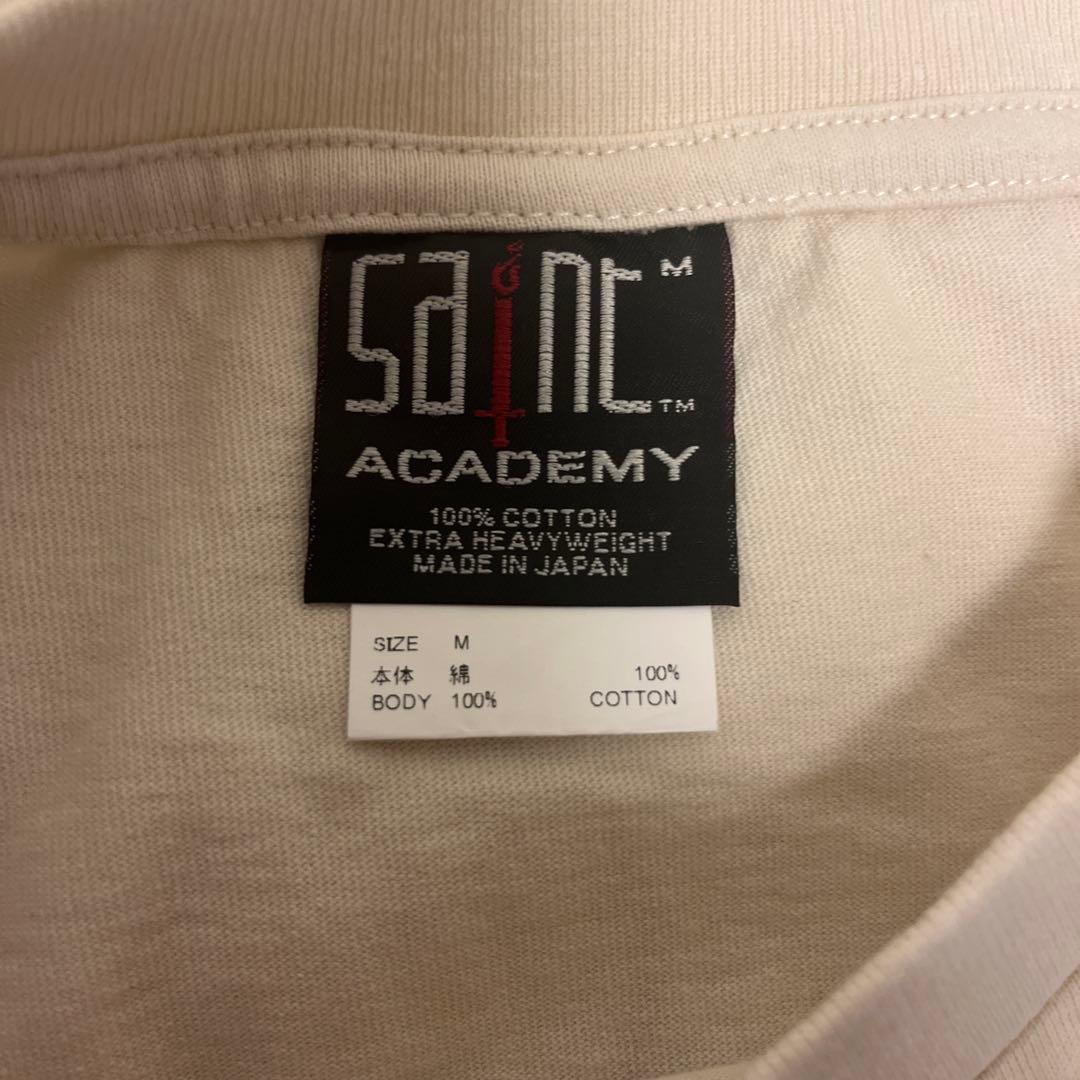 saint M
TM
ACADEMY
100% COTTON
EXTRA HEAVYWEIGHT
MADE IN JAPAN
SIZE M
本体 綿 100%
BODY 100% COTTON